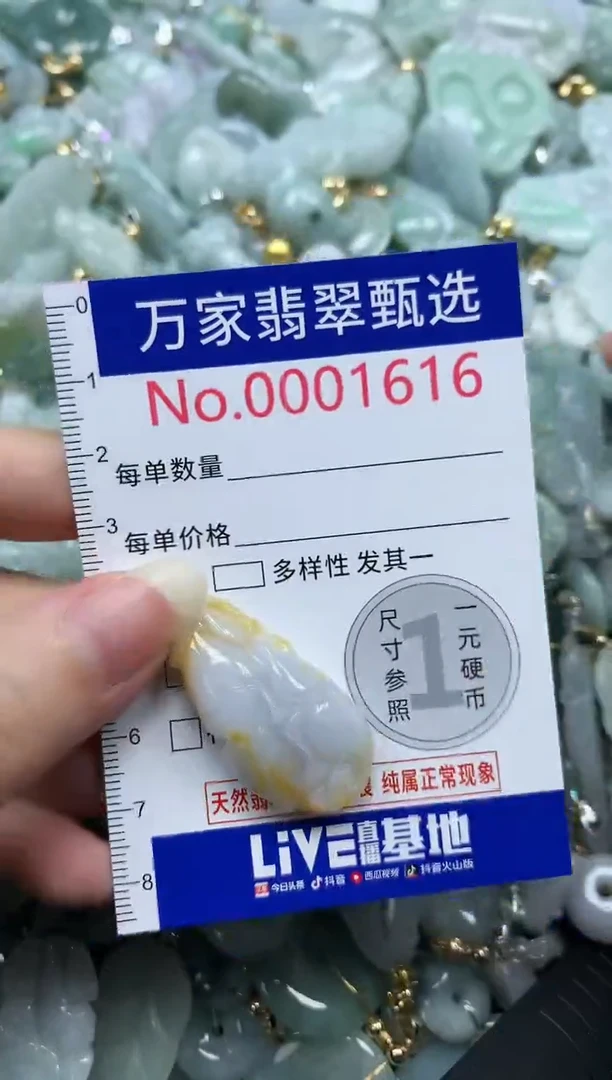 万家翡翠甄选
No.0001616
每单数量
每单价格
多样性 发其一
尺寸参照
1
一元硬币
天然翡
纯属正常现象
LiVE直播基地
今日头条 抖音 西瓜视频 抖音火山版
0
1
2
3
6
7
8